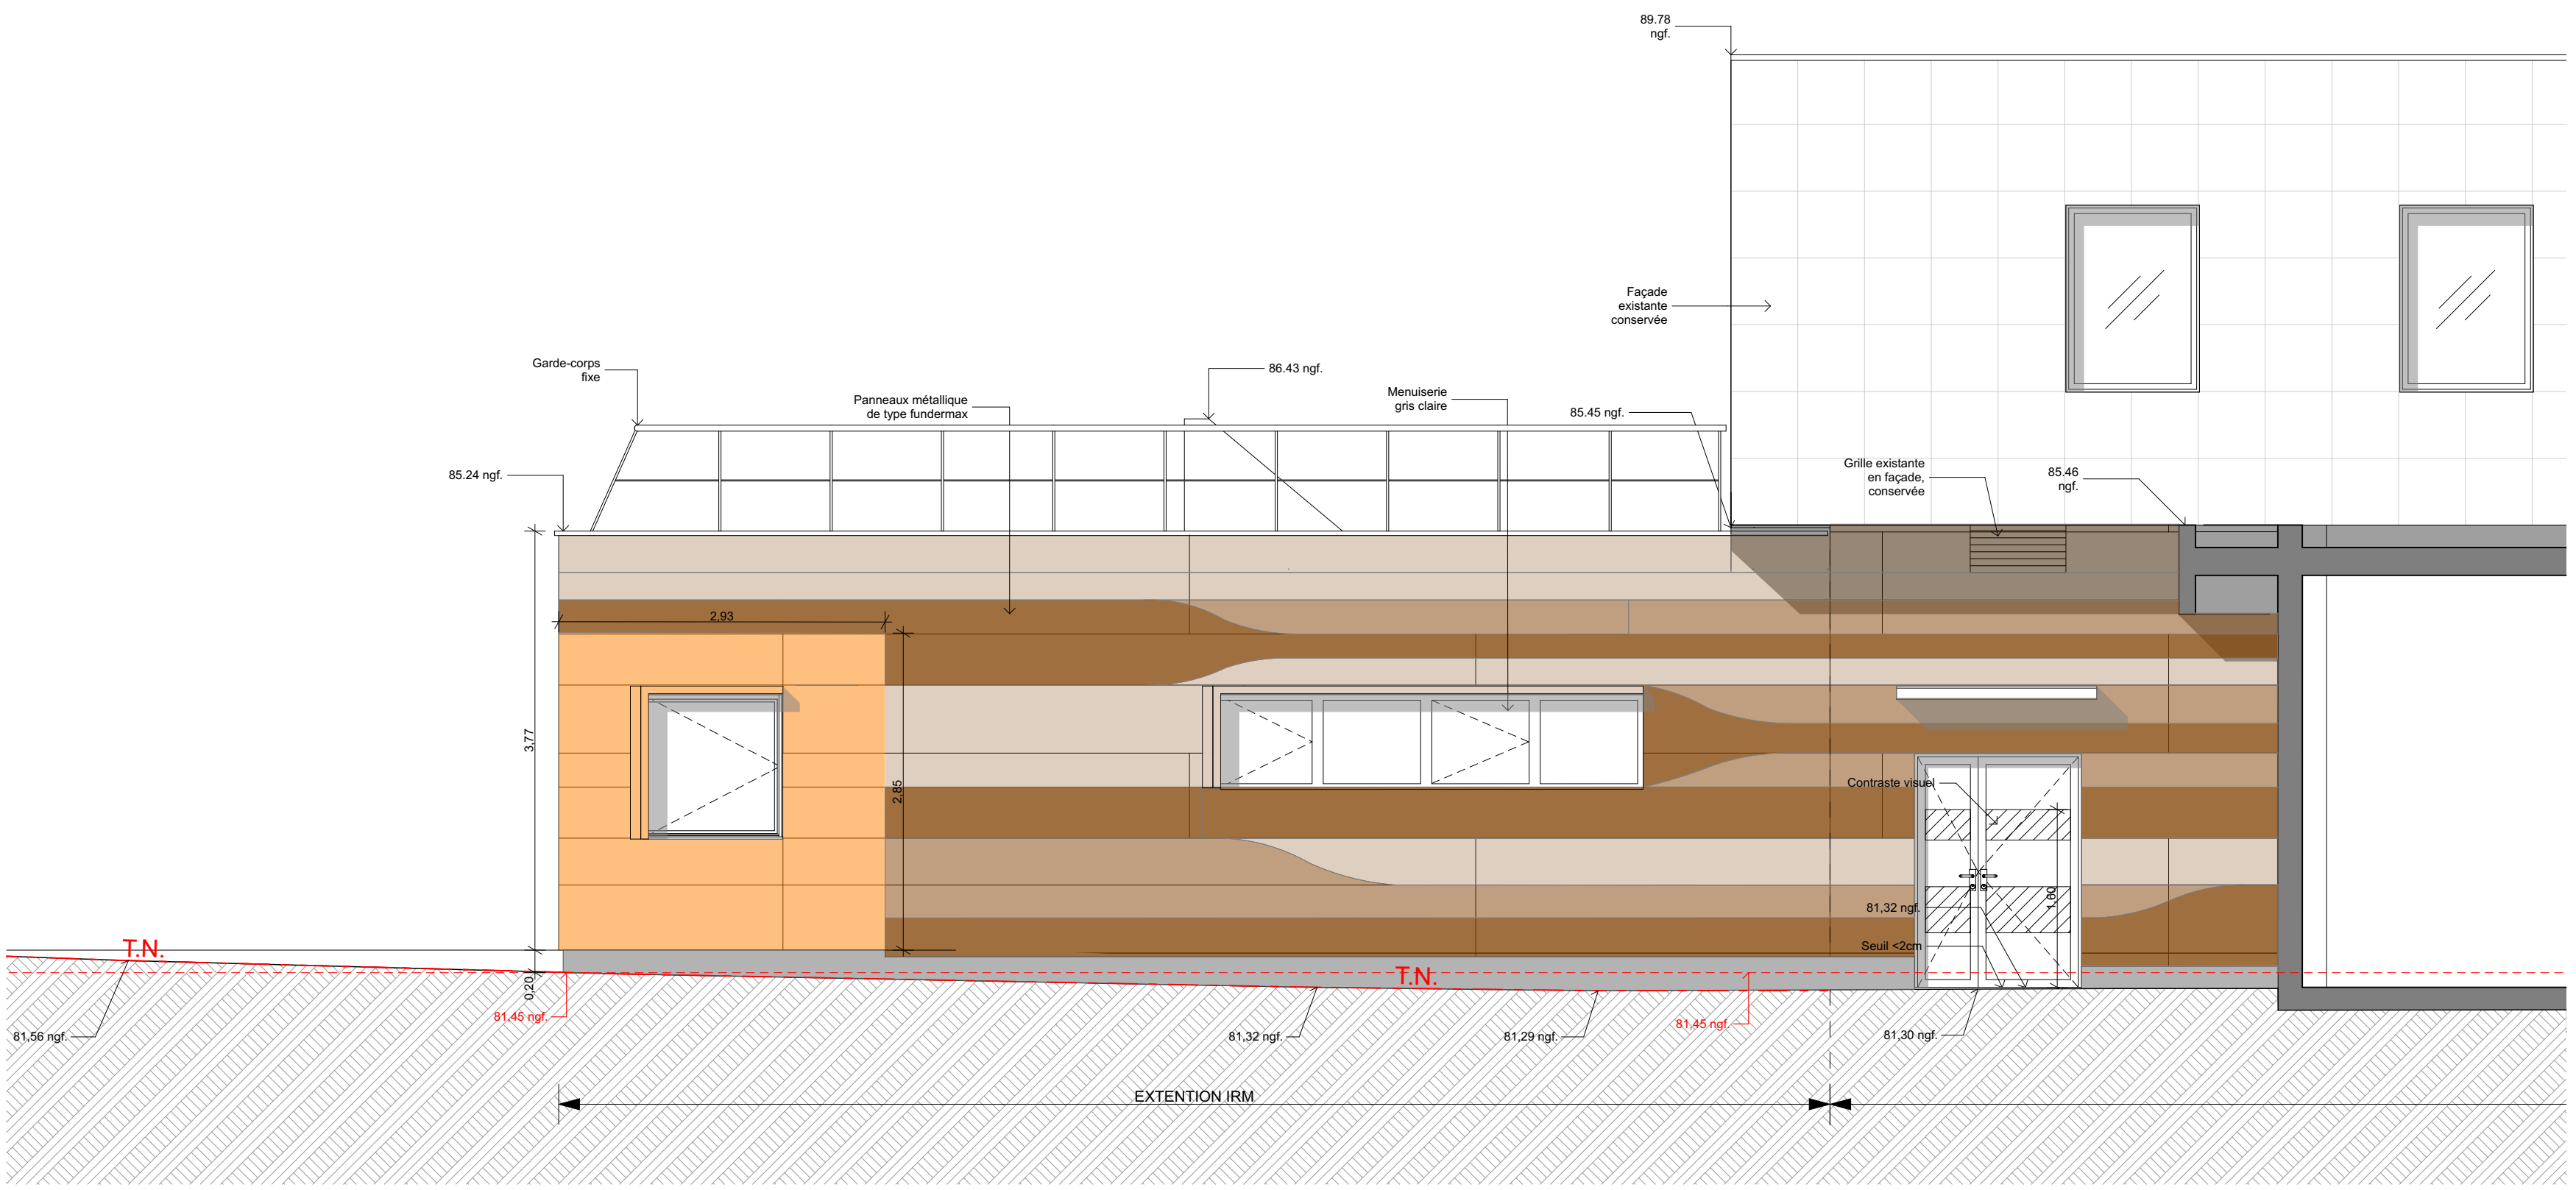 89.78
ngf.
Façade
existante
conservée
Garde-corps
fixe
86.43 ngf.
Panneaux métallique
de type fundermax
Menuiserie
gris claire
85.45 ngf.
85.24 ngf.
Grille existante
en façade,
conservée
85.46
ngf.
2,93
3,77
2,85
Contraste visuel
1,60
81,32 ngf.
Seuil <2cm
T.N.
T.N.
0,20
81,45 ngf.
81,45 ngf.
81,56 ngf.
81,32 ngf.
81,29 ngf.
81,30 ngf.
EXTENTION IRM